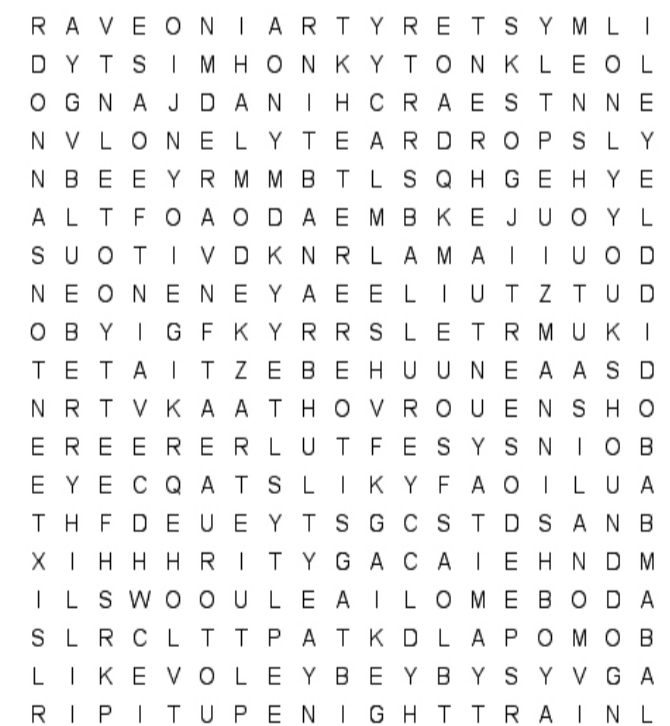 R A V E O N I A R T Y R E T S Y M L I
D Y T S I M H O N K Y T O N K L E O L
O G N A J D A N I H C R A E S T N N E
N V L O N E L Y T E A R D R O P S L Y
N B E E Y R M M B T L S Q H G E H Y E
A L T F O A O D A E M B K E J U O Y L
S U O T I V D K N R L A M A I I U O D
N E O N E N E Y A E E L I U T Z T U D
O B Y I G F K Y R R S L E T R M U K I
T E T A I T Z E B E H U U N E A A S D
N R T V K A A T H O V R O U E N S H O
E R E E R E R L U T F E S Y S N I O B
E Y E C Q A T S L I K Y F A O I L U A
T H F D E U E Y T S G C S T D S A N B
X I H H H R I T Y G A C A I E H N D M
I L S W O O U L E A I L O M E B O D A
S L R C L T T P A T K D L A P O M O B
L I K E V O L E Y B E Y B Y S Y V G A
R I P I T U P E N I G H T T R A I N L